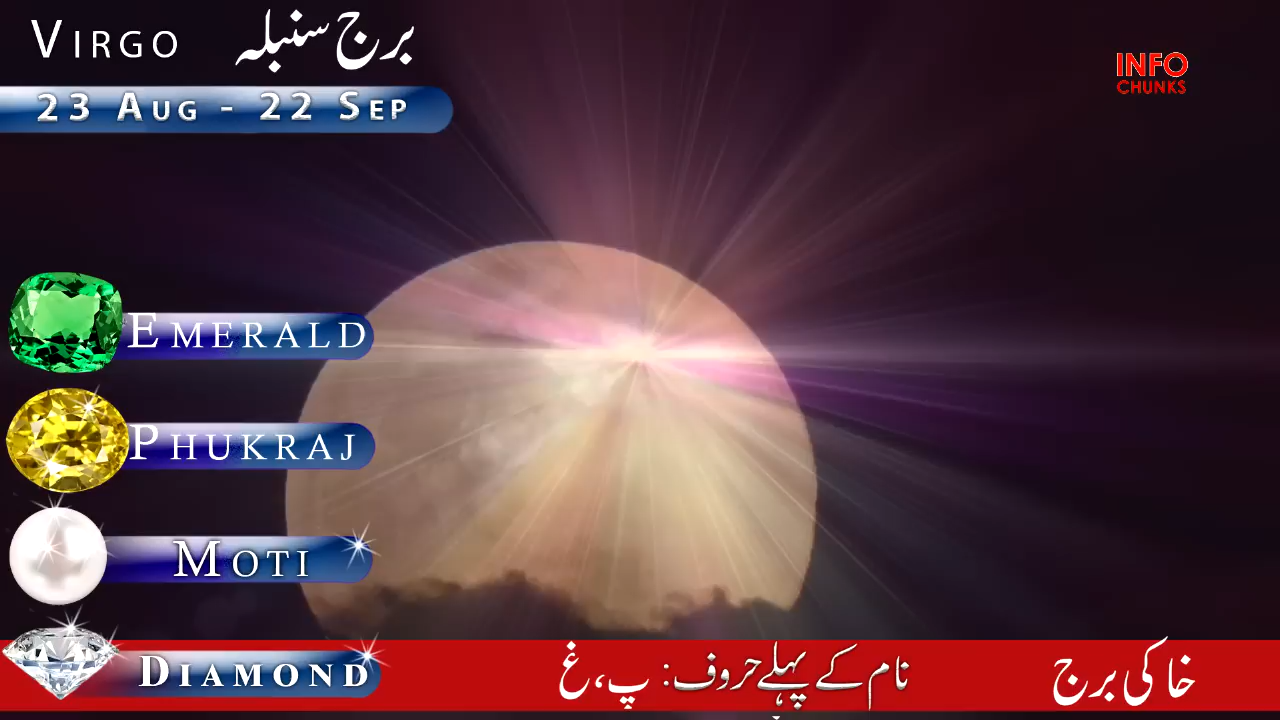 Virgo برج سنبلہ
23 Aug - 22 Sep
INFO
CHUNKS
Emerald
Phukraj
Moti
Diamond
نام کے پہلے حروف: پ، غ
خاکی برج